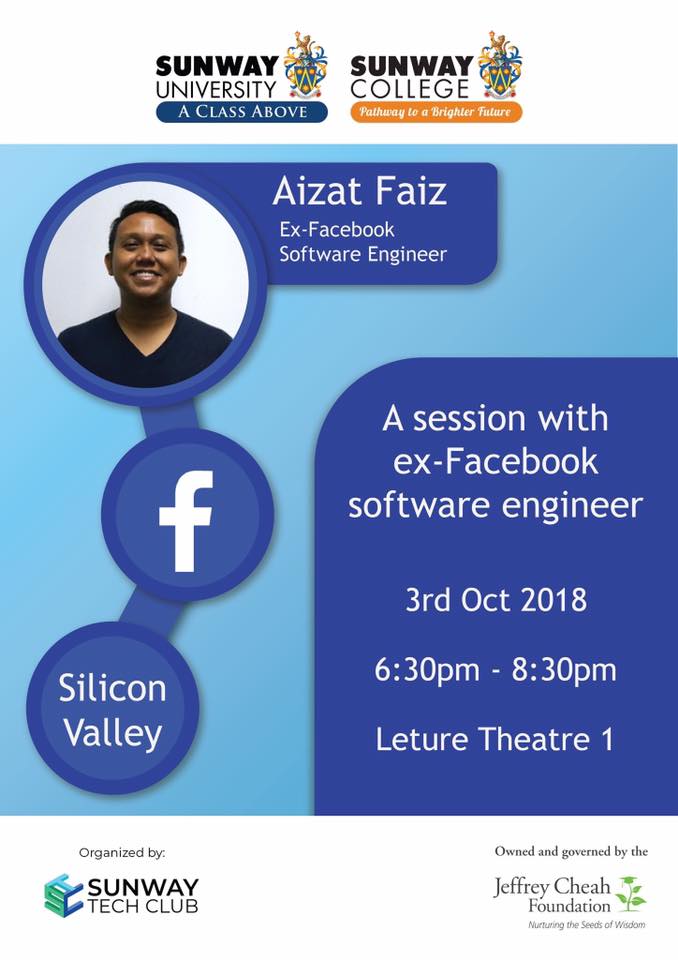 SUNWAY
UNIVERSITY
A CLASS ABOVE
SUNWAY
COLLEGE
Pathway to a Brighter Future
Aizat Faiz
Ex-Facebook
Software Engineer
f
Silicon
Valley
A session with
ex-Facebook
software engineer
3rd Oct 2018
6:30pm - 8:30pm
Leture Theatre 1
Organized by:
SUNWAY
TECH CLUB
Owned and governed by the
Jeffrey Cheah
Foundation
Nurturing the Seeds of Wisdom